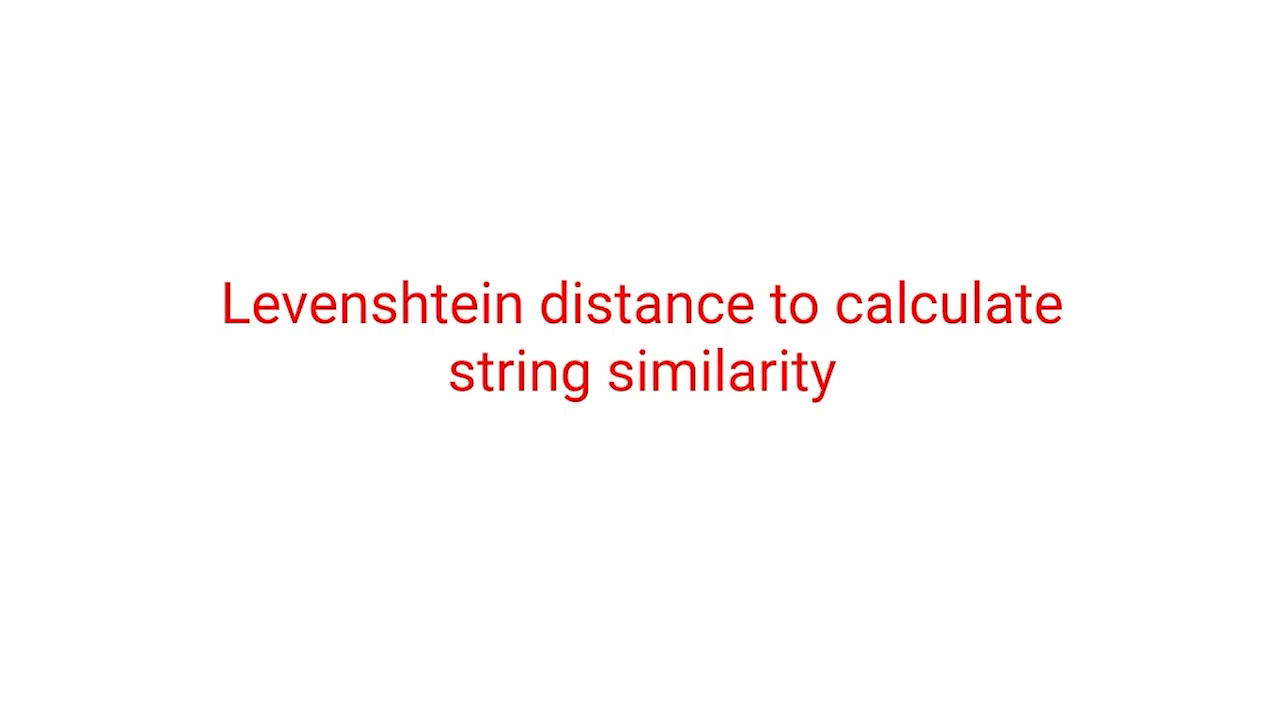 Levenshtein distance to calculate
string similarity